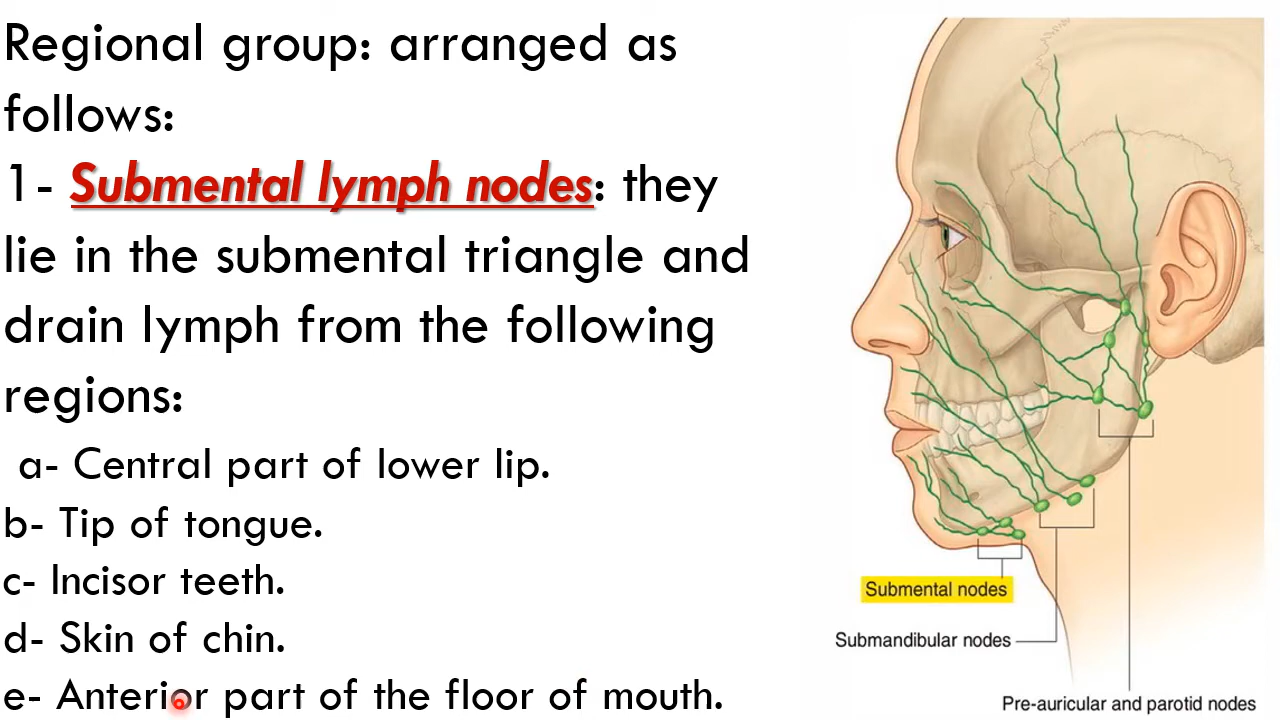 Regional group: arranged as
follows:
1- Submental lymph nodes: they
lie in the submental triangle and
drain lymph from the following
regions:
a- Central part of lower lip.
b- Tip of tongue.
c- Incisor teeth.
d- Skin of chin.
e- Anterior part of the floor of mouth.
Submental nodes
Submandibular nodes
Pre-auricular and parotid nodes